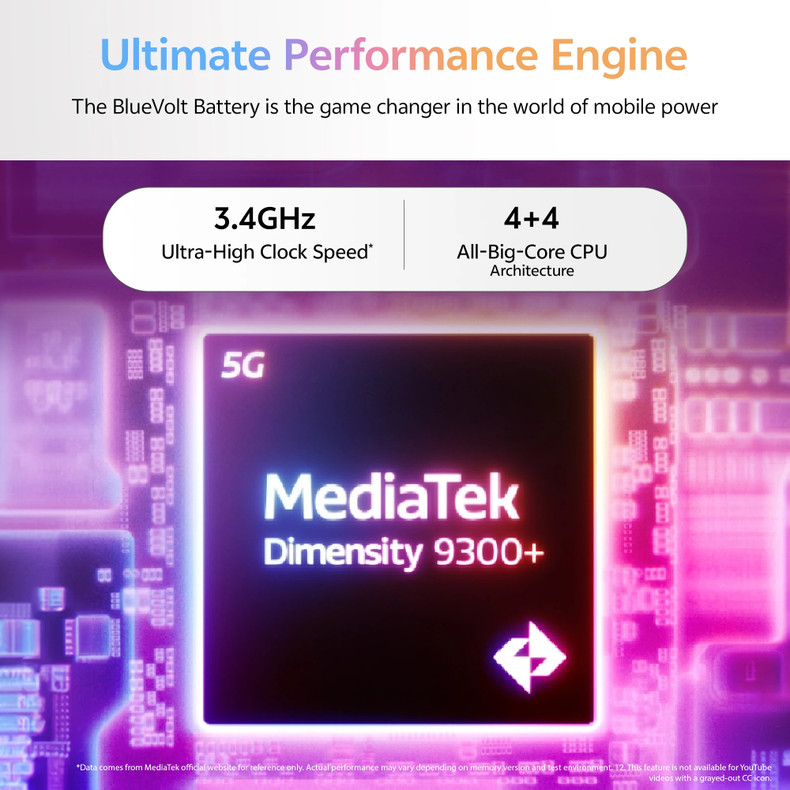 Ultimate Performance Engine
The BlueVolt Battery is the game changer in the world of mobile power
3.4GHz
Ultra-High Clock Speed*
4+4
All-Big-Core CPU
Architecture
5G
MediaTek
Dimensity 9300+
*Data comes from MediaTek official website for reference only. Actual performance may vary depending on memory version and test environment. 12. This feature is not available for YouTube
videos with a grayed-out CC icon.